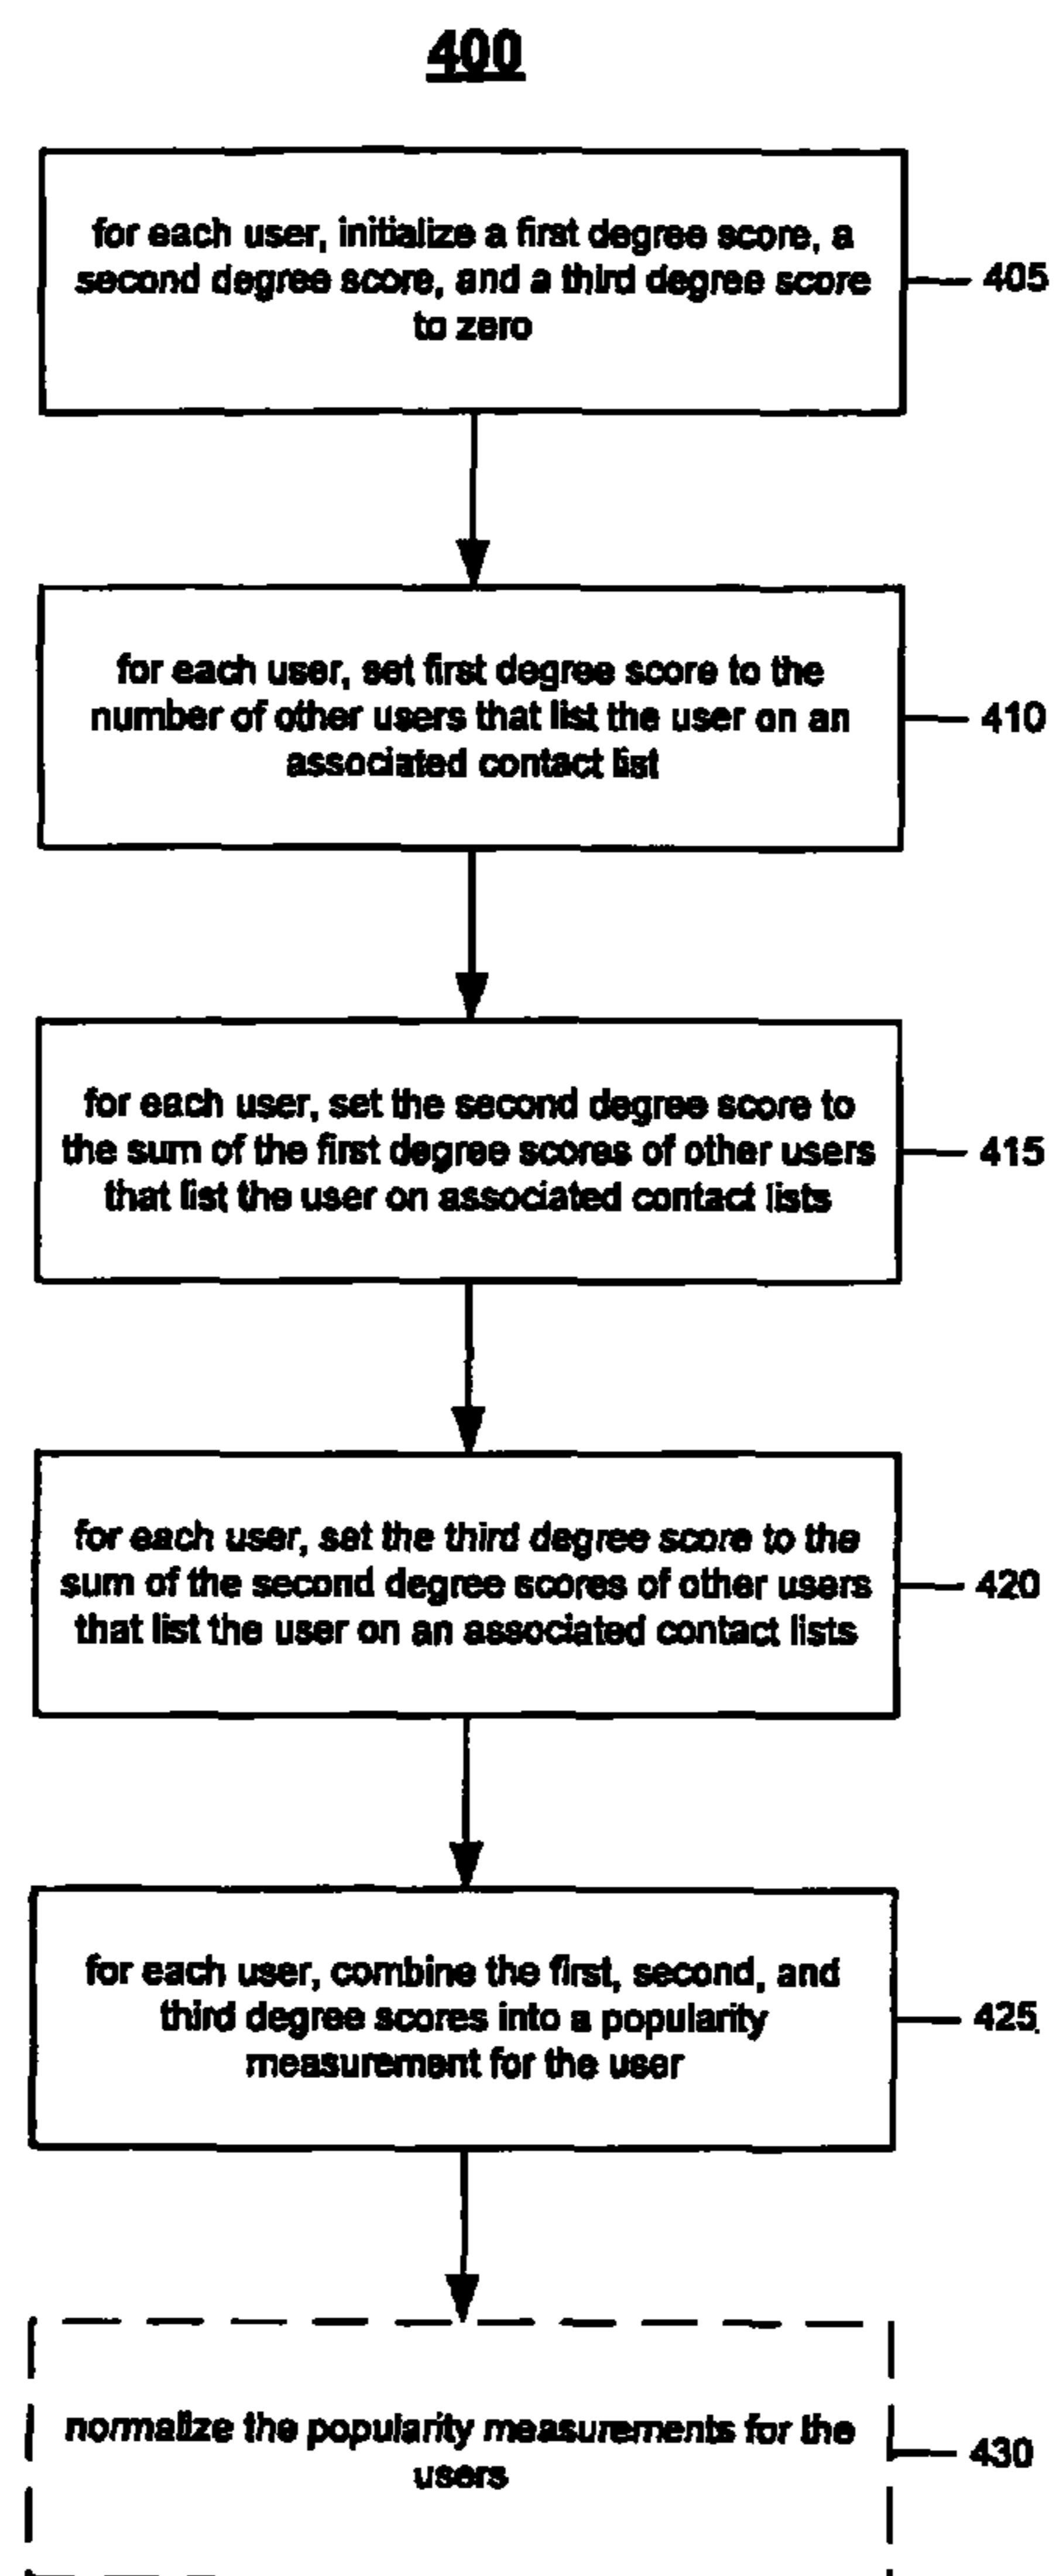 400
for each user, initialize a first degree score, a
second degree score, and a third degree score
to zero
405
for each user, set first degree score to the
number of other users that list the user on an
associated contact list
410
for each user, set the second degree score to
the sum of the first degree scores of other users
that list the user on associated contact lists
415
for each user, set the third degree score to the
sum of the second degree scores of other users
that list the user on an associated contact lists
420
for each user, combine the first, second, and
third degree scores into a popularity
measurement for the user
425
normalize the popularity measurements for the
users
430